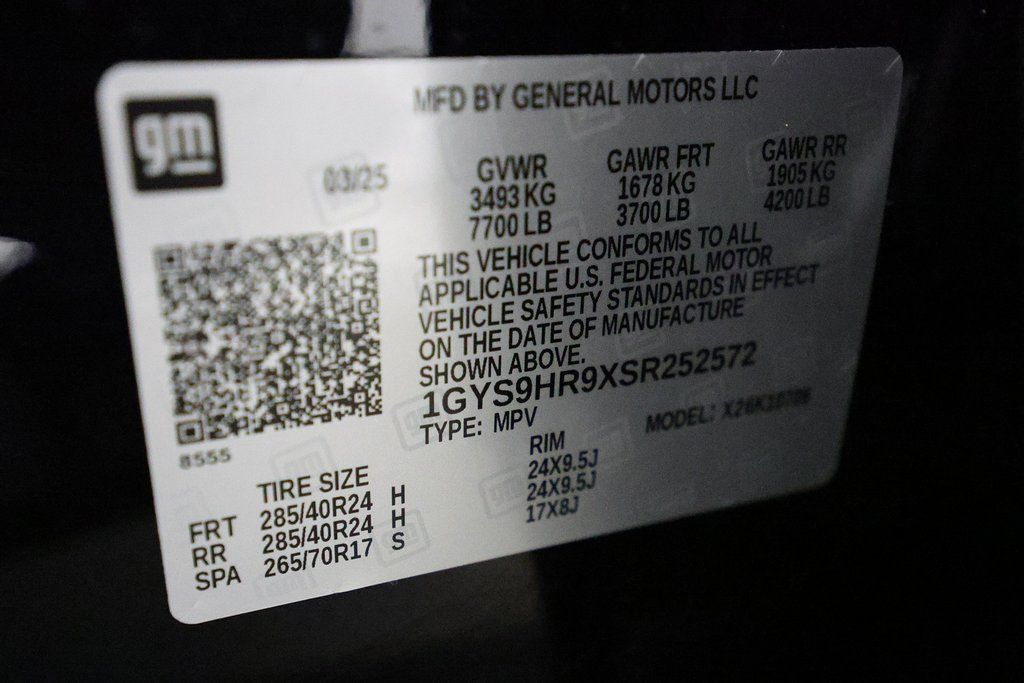 gm
MFD BY GENERAL MOTORS LLC
03/25
GVWR GAWR FRT GAWR RR
3493 KG 1678 KG 1905 KG
7700 LB 3700 LB 4200 LB
THIS VEHICLE CONFORMS TO ALL
APPLICABLE U.S. FEDERAL MOTOR
VEHICLE SAFETY STANDARDS IN EFFECT
ON THE DATE OF MANUFACTURE
SHOWN ABOVE.
1GYS9HR9XSR252572
TYPE: MPV MODEL:
8555
TIRE SIZE RIM
FRT 285/40R24 H 24X9.5J
RR 285/40R24 H 24X9.5J
SPA 265/70R17 S 17X8J